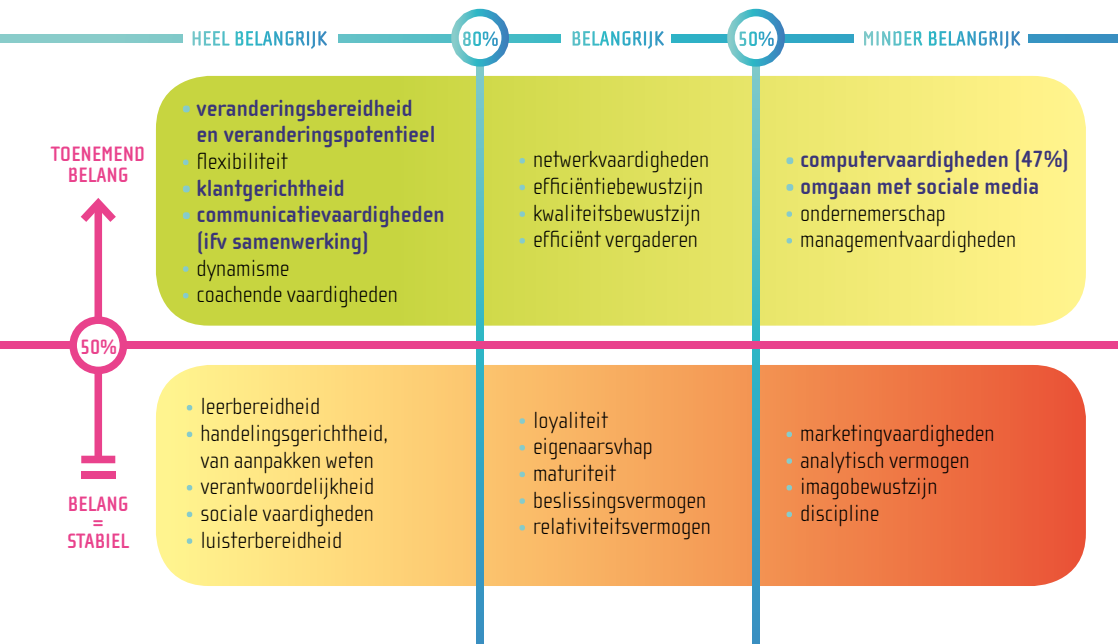 HEEL BELANGRIJK
80%
BELANGRIJK
50%
MINDER BELANGRIJK
TOENEMEND
BELANG
• veranderingsbereidheid
en veranderingspotentieel
• flexibiliteit
• klantgerichtheid
• communicatievaardigheden
(ifv samenwerking)
• dynamisme
• coachende vaardigheden
• netwerkvaardigheden
• efficiëntiebewustzijn
• kwaliteitsbewustzijn
• efficiënt vergaderen
• computervaardigheden (47%)
• omgaan met sociale media
• ondernemerschap
• managementvaardigheden
50%
BELANG
=
STABIEL
• leerbereidheid
• handelingsgerichtheid,
van aanpakken weten
• verantwoordelijkheid
• sociale vaardigheden
• luisterbereidheid
• loyaliteit
• eigenaarsvhap
• maturiteit
• beslissingsvermogen
• relativiteitsvermogen
• marketingvaardigheden
• analytisch vermogen
• imagobewustzijn
• discipline